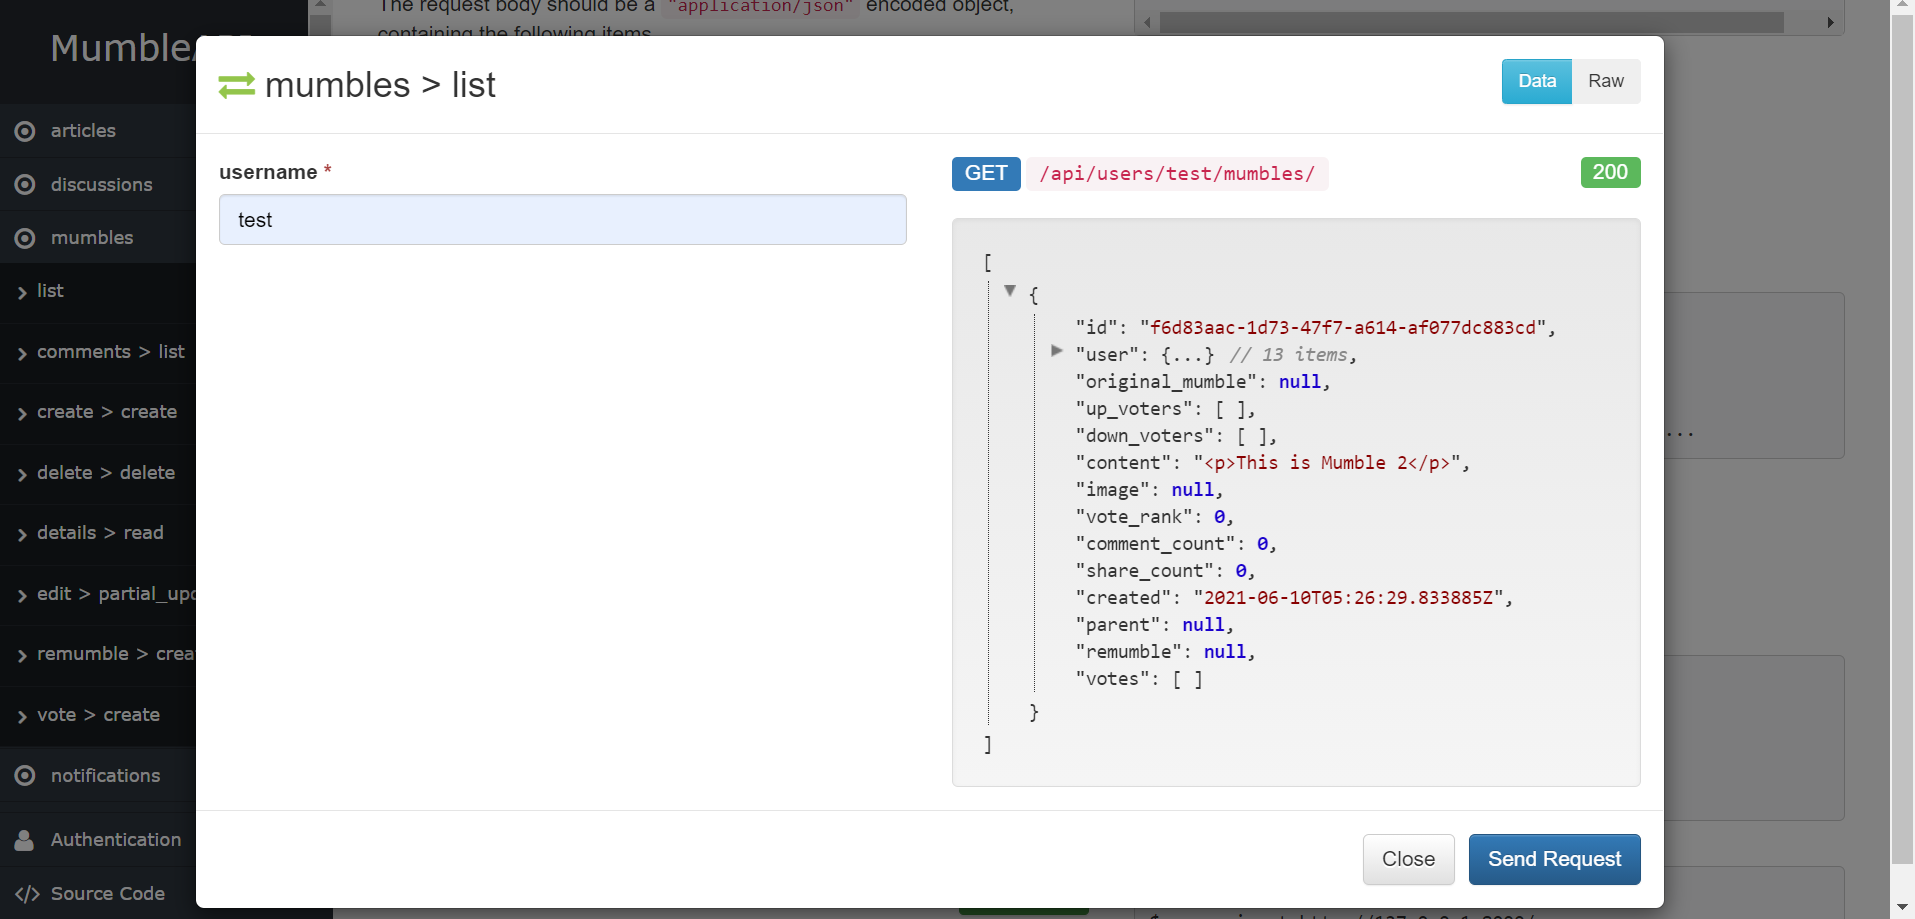 The request body should be a "application/json" encoded object,
containing the following items
Mumble
articles
discussions
mumbles
list
comments > list
create > create
delete > delete
details > read
edit > partial_upd
remumble > crea
vote > create
notifications
Authentication
</> Source Code
mumbles > list
Data Raw
username *
test
GET /api/users/test/mumbles/ 200
[
{
"id": "f6d83aac-1d73-47f7-a614-af077dc883cd",
"user": {...} // 13 items,
"original_mumble": null,
"up_voters": [ ],
"down_voters": [ ],
"content": "<p>This is Mumble 2</p>",
"image": null,
"vote_rank": 0,
"comment_count": 0,
"share_count": 0,
"created": "2021-06-10T05:26:29.833885Z",
"parent": null,
"remumble": null,
"votes": [ ]
}
]
...
Close Send Request